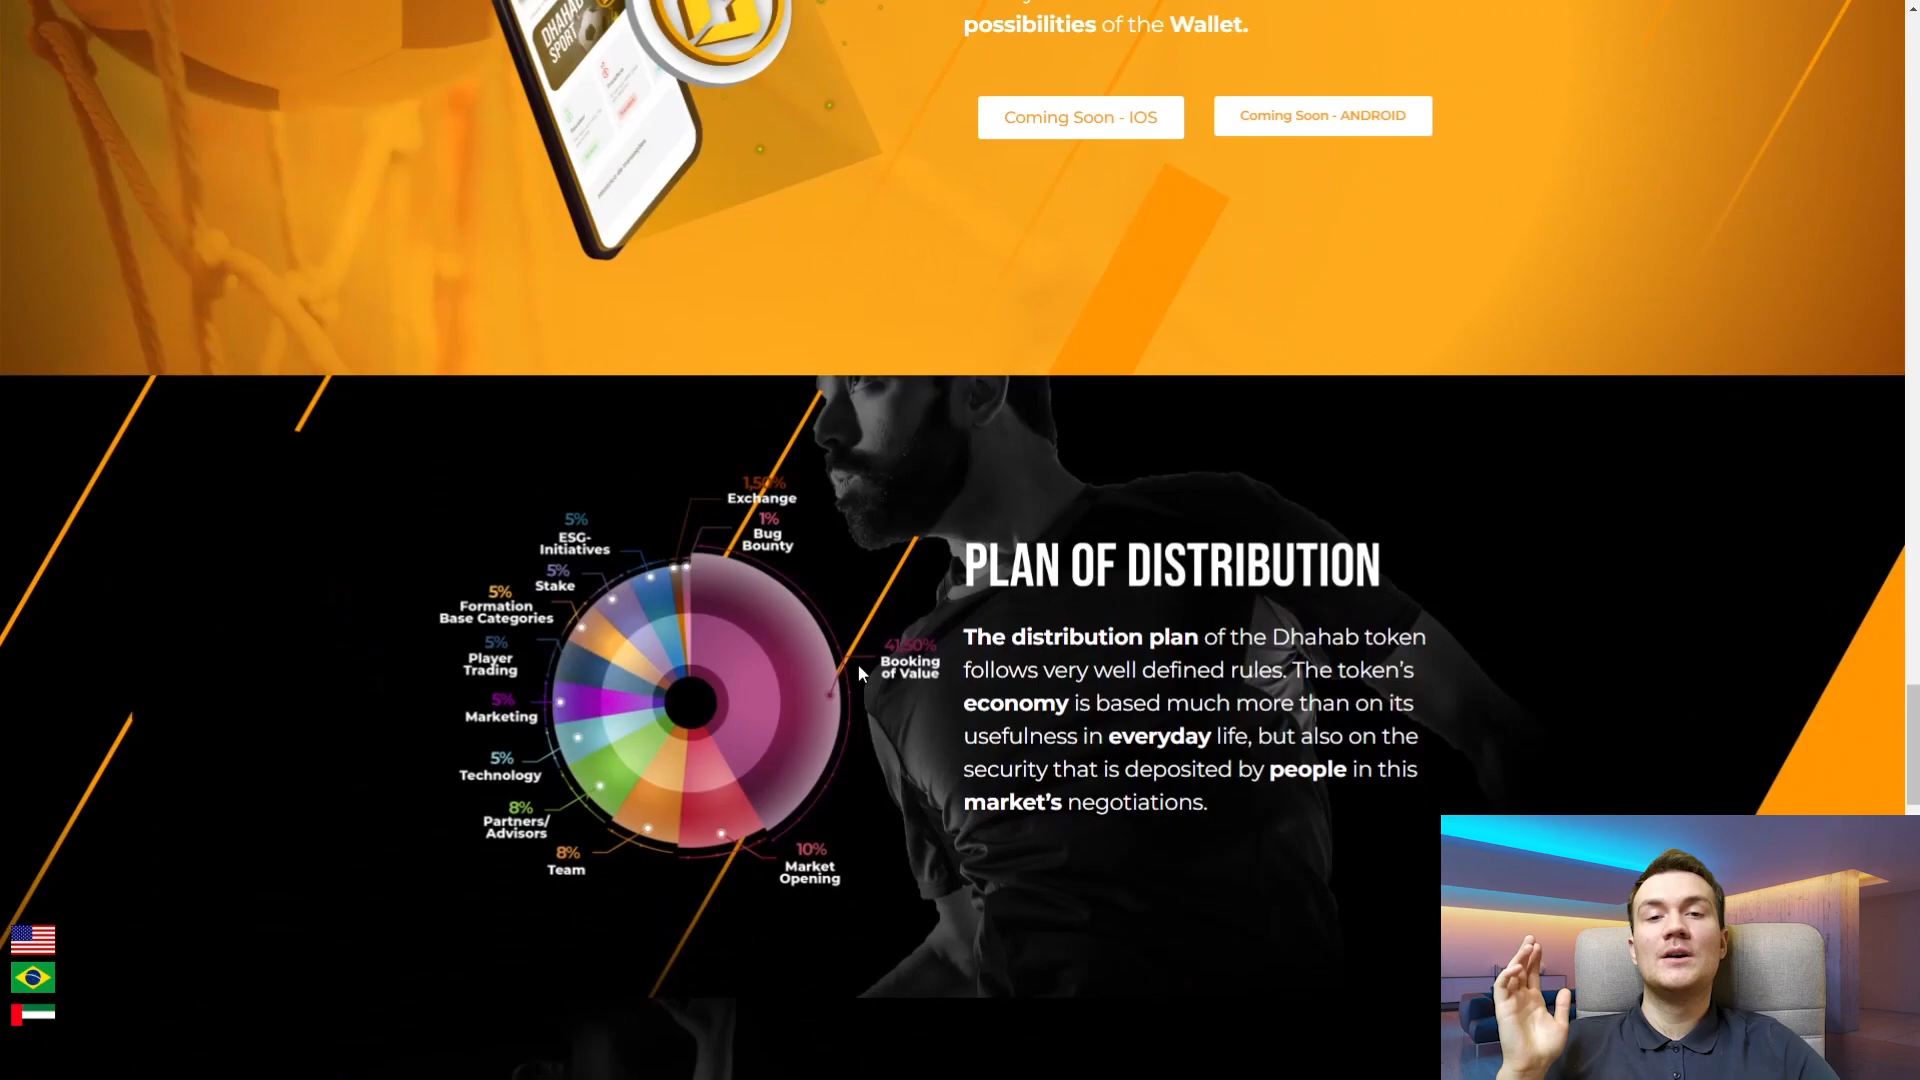 possibilities of the Wallet.
DHAHAB
SPORT
Coming Soon - IOS
Coming Soon - ANDROID
1,50%
Exchange
1%
Bug
Bounty
5%
ESG-
Initiatives
5%
Stake
5%
Formation
Base Categories
5%
Player
Trading
5%
Marketing
5%
Technology
8%
Partners/
Advisors
8%
Team
10%
Market
Opening
41,50%
Booking
of Value
PLAN OF DISTRIBUTION
The distribution plan of the Dhahab token
follows very well defined rules. The token's
economy is based much more than on its
usefulness in everyday life, but also on the
security that is deposited by people in this
market's negotiations.